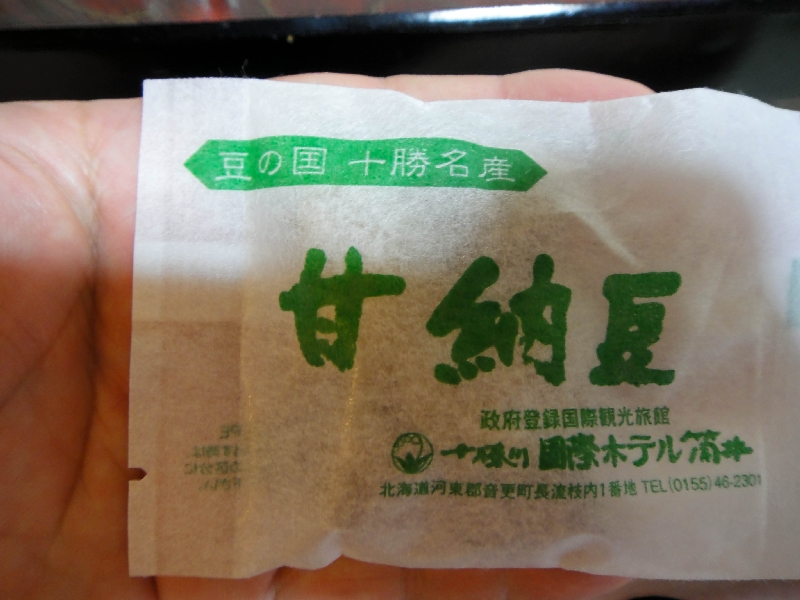 豆の国 十勝名産
甘納豆
政府登録国際観光旅館
十勝川 国際ホテル筒井
北海道河東郡音更町長流枝内1番地 TEL(0155)46-2301